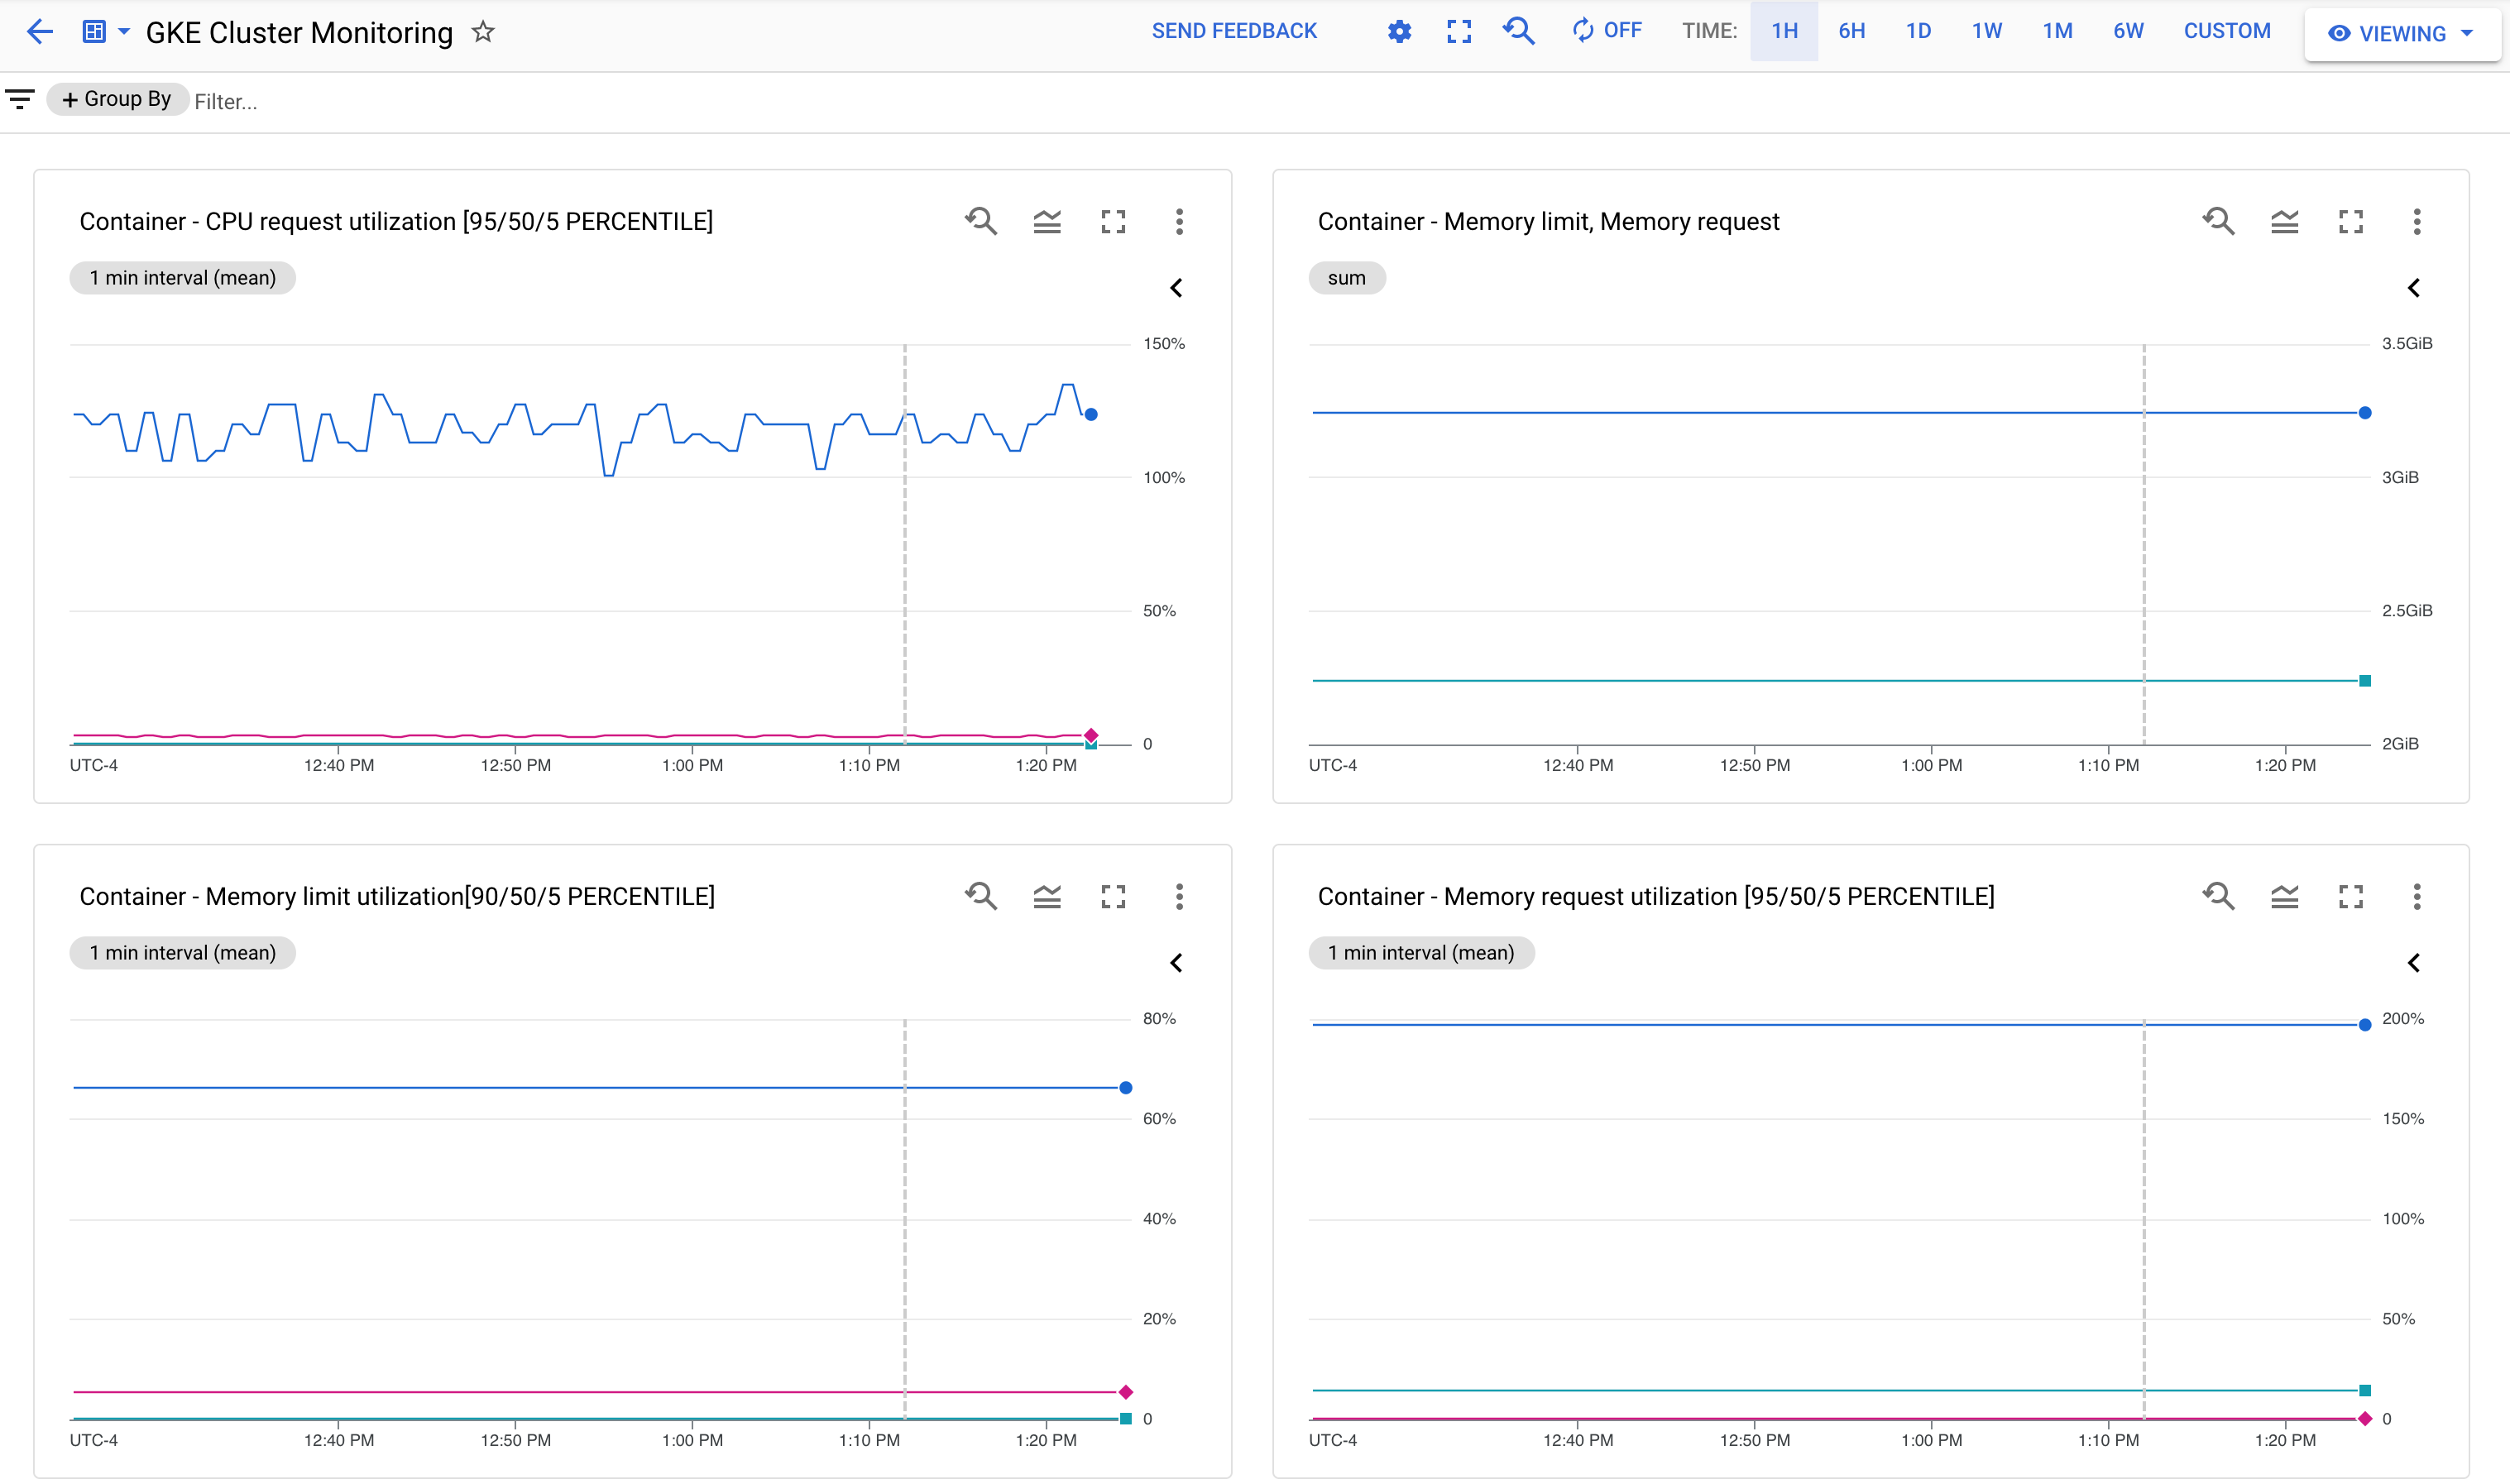 GKE Cluster Monitoring
SEND FEEDBACK
OFF
TIME:
1H
6H
1D
1W
1M
6W
CUSTOM
VIEWING
+ Group By
Filter...
Container - CPU request utilization [95/50/5 PERCENTILE]
1 min interval (mean)
150%
100%
50%
0
UTC-4
12:40 PM
12:50 PM
1:00 PM
1:10 PM
1:20 PM
Container - Memory limit, Memory request
sum
3.5GiB
3GiB
2.5GiB
2GiB
UTC-4
12:40 PM
12:50 PM
1:00 PM
1:10 PM
1:20 PM
Container - Memory limit utilization[90/50/5 PERCENTILE]
1 min interval (mean)
80%
60%
40%
20%
0
UTC-4
12:40 PM
12:50 PM
1:00 PM
1:10 PM
1:20 PM
Container - Memory request utilization [95/50/5 PERCENTILE]
1 min interval (mean)
200%
150%
100%
50%
0
UTC-4
12:40 PM
12:50 PM
1:00 PM
1:10 PM
1:20 PM